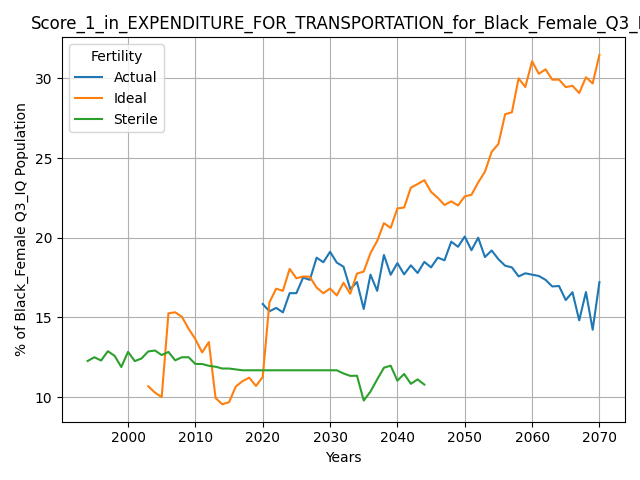 Score_1_in_EXPENDITURE_FOR_TRANSPORTATION_for_Black_Female_Q3_
Fertility
Actual
Ideal
Sterile
% of Black_Female Q3_IQ Population
30
25
20
15
10
2000
2010
2020
2030
2040
2050
2060
2070
Years